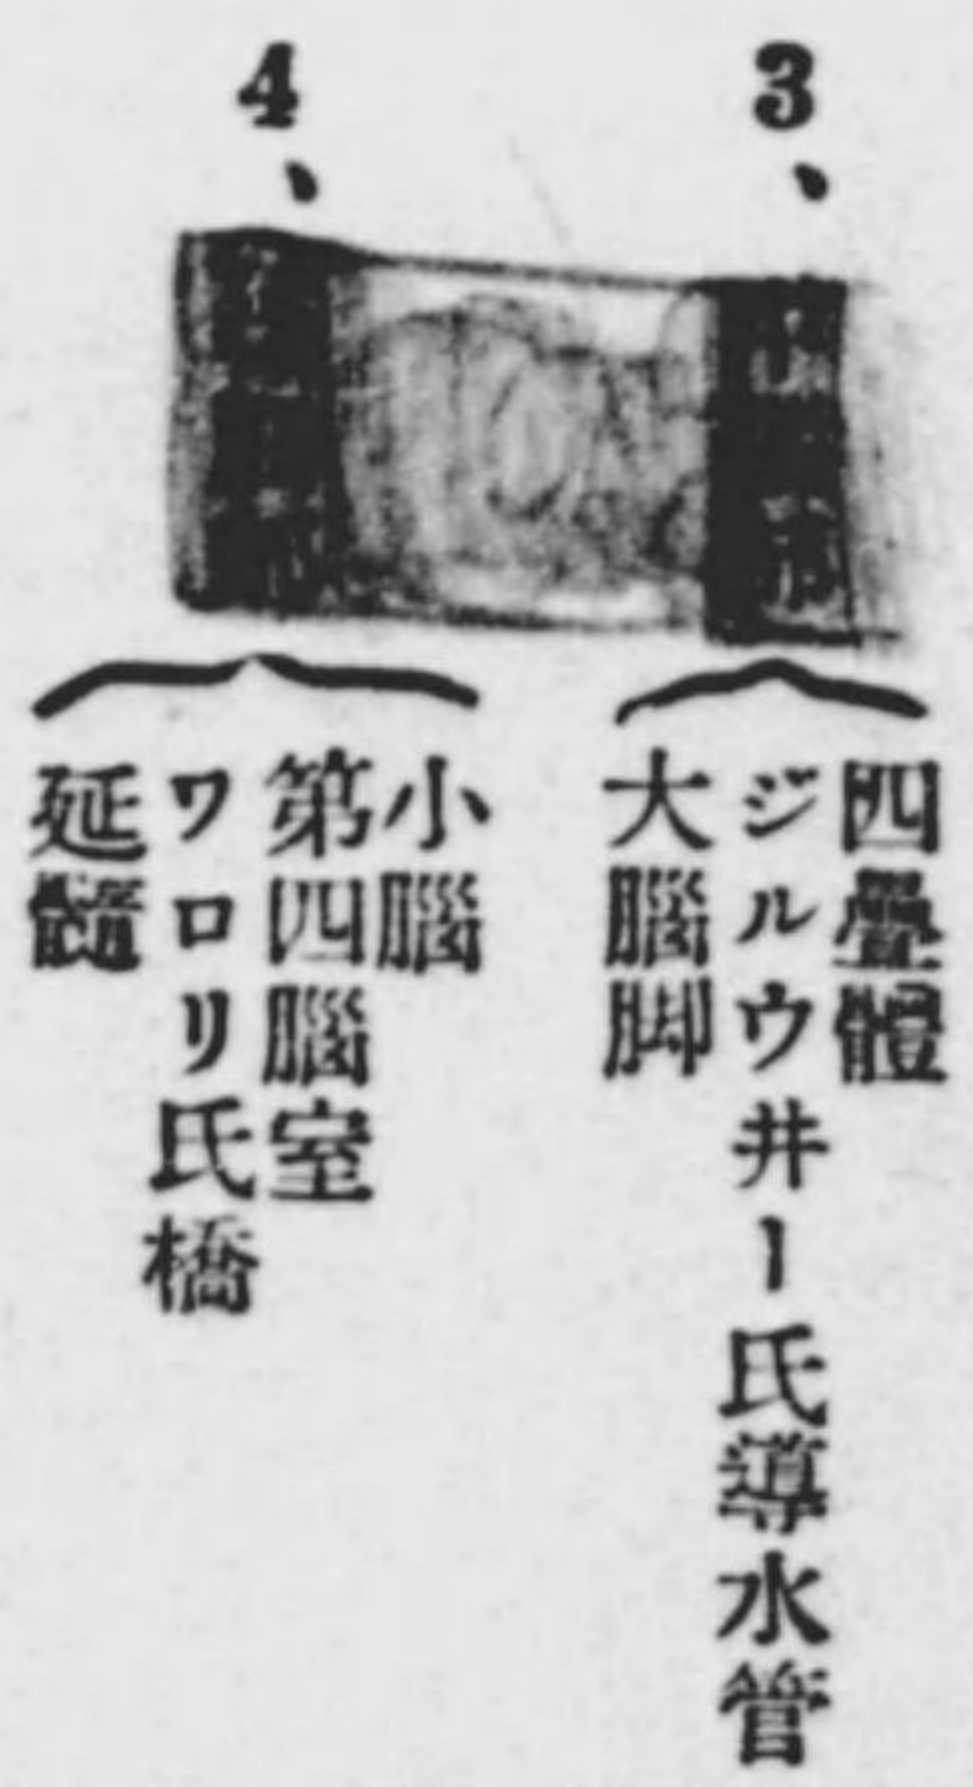 3、
四疊體
ジルウ井ー氏導水管
大腦脚
4、
小腦
第四腦室
ワロリ氏橋
延髓